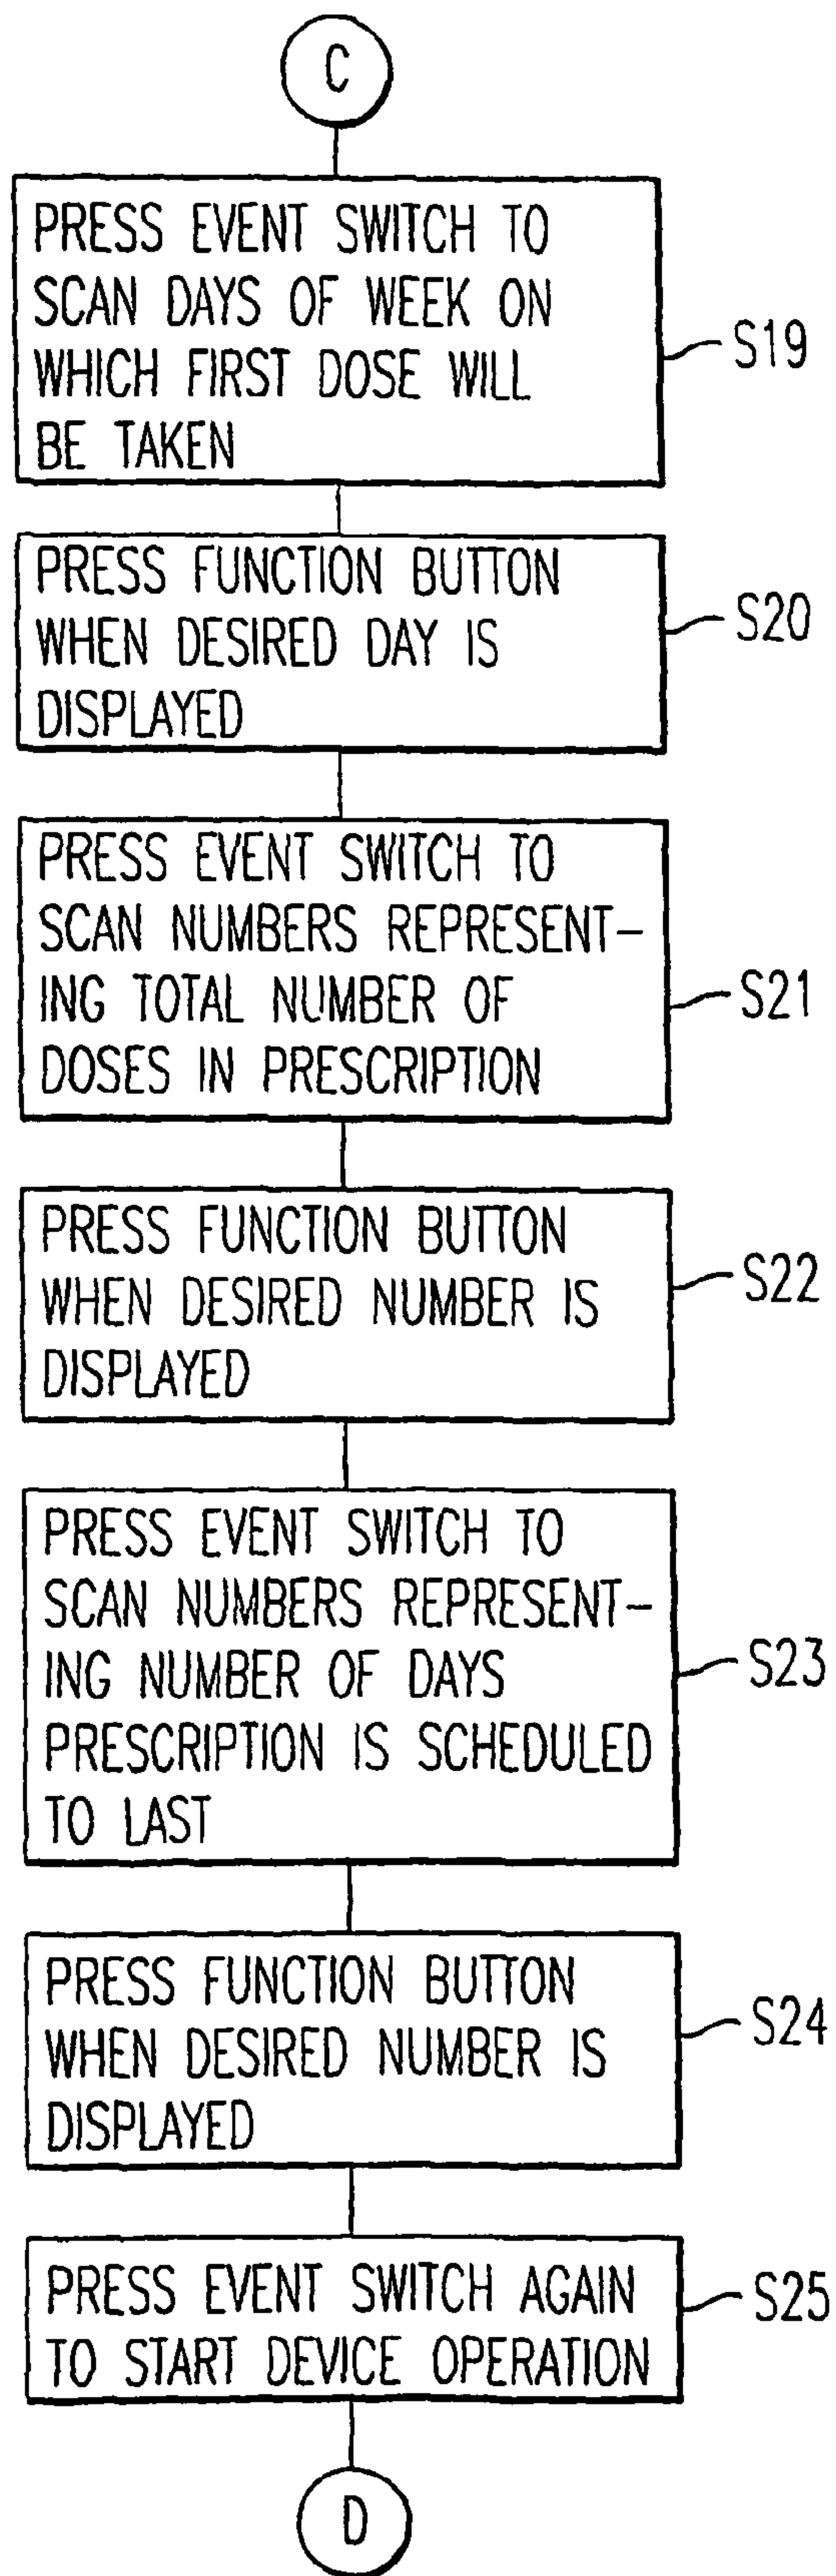 C
PRESS EVENT SWITCH TO
SCAN DAYS OF WEEK ON
WHICH FIRST DOSE WILL
BE TAKEN
S19
PRESS FUNCTION BUTTON
WHEN DESIRED DAY IS
DISPLAYED
S20
PRESS EVENT SWITCH TO
SCAN NUMBERS REPRESENT-
ING TOTAL NUMBER OF
DOSES IN PRESCRIPTION
S21
PRESS FUNCTION BUTTON
WHEN DESIRED NUMBER IS
DISPLAYED
S22
PRESS EVENT SWITCH TO
SCAN NUMBERS REPRESENT-
ING NUMBER OF DAYS
PRESCRIPTION IS SCHEDULED
TO LAST
S23
PRESS FUNCTION BUTTON
WHEN DESIRED NUMBER IS
DISPLAYED
S24
PRESS EVENT SWITCH AGAIN
TO START DEVICE OPERATION
S25
D